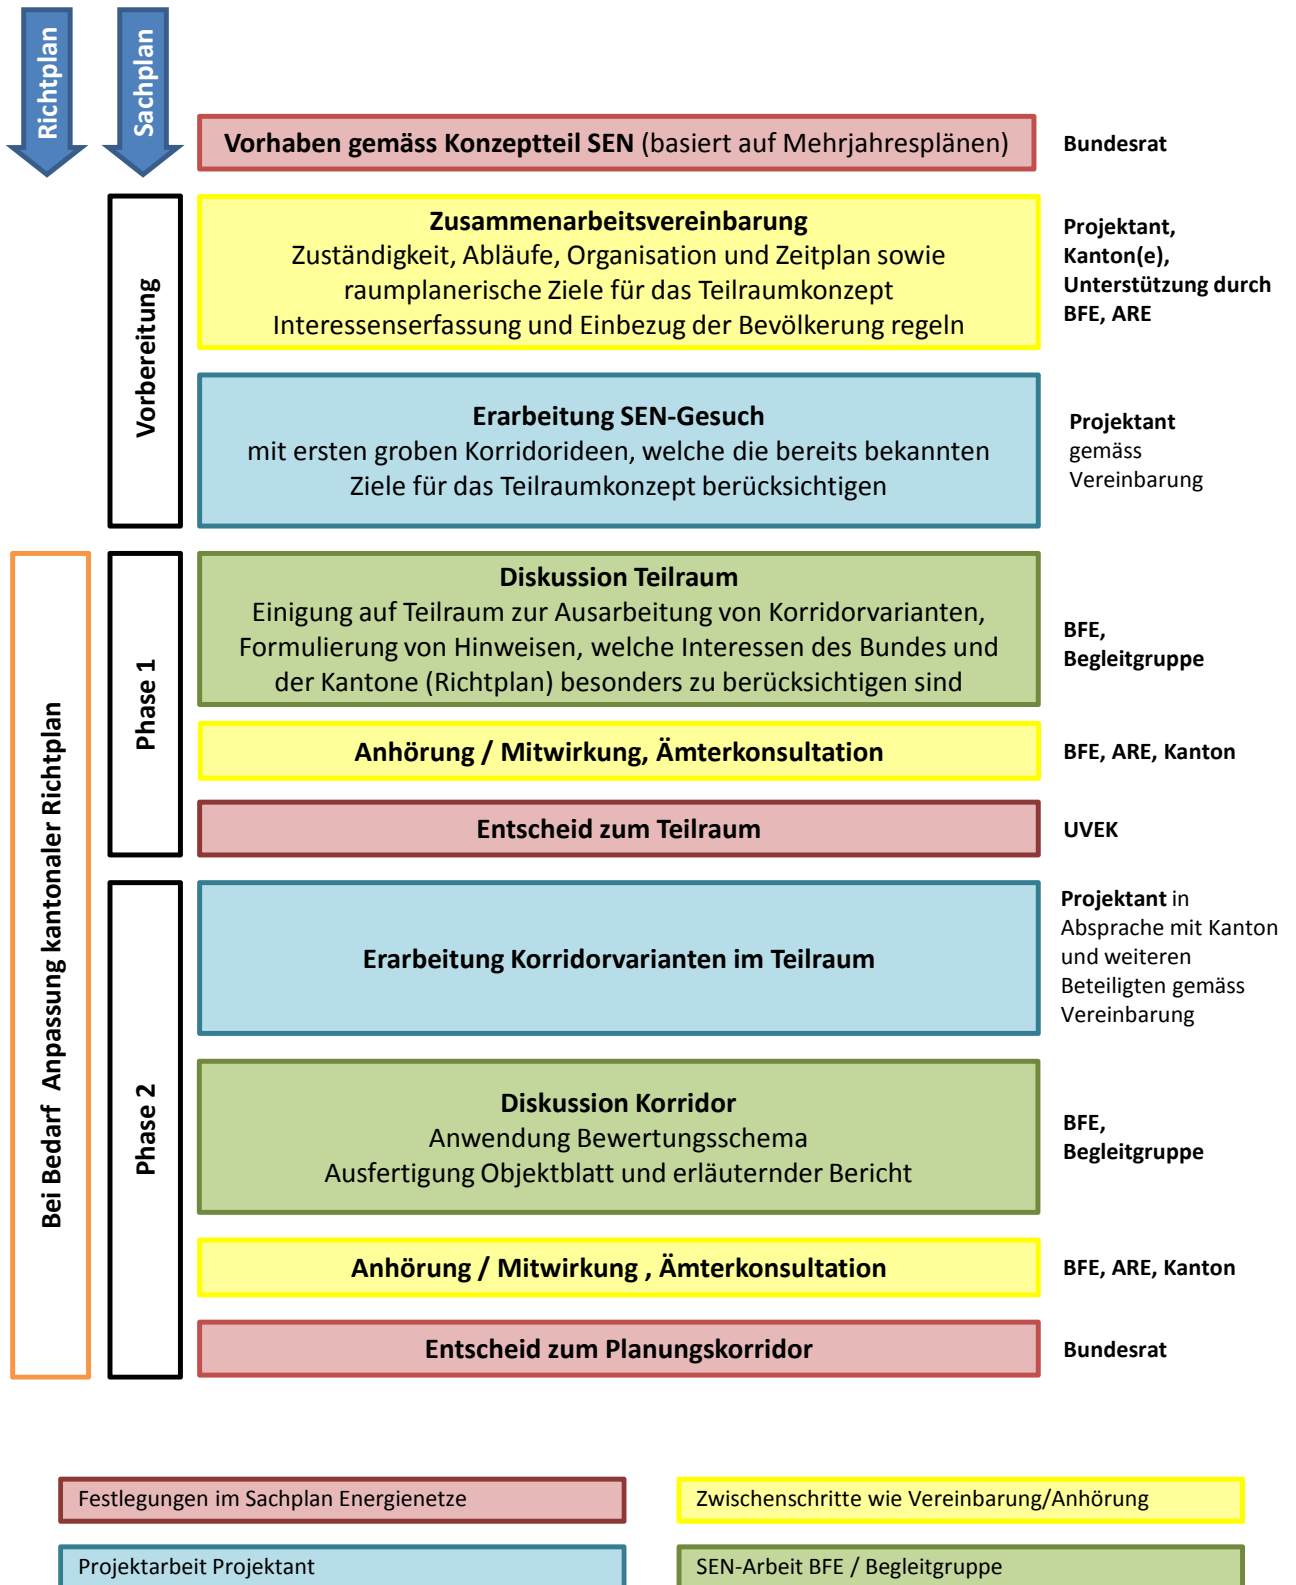 Richtplan
Sachplan
Vorhaben gemäss Konzeptteil SEN (basiert auf Mehrjahresplänen)
Bundesrat
Vorbereitung
Zusammenarbeitsvereinbarung
Zuständigkeit, Abläufe, Organisation und Zeitplan sowie
raumplanerische Ziele für das Teilraumkonzept
Interessenserfassung und Einbezug der Bevölkerung regeln
Projektant,
Kanton(e),
Unterstützung durch
BFE, ARE
Erarbeitung SEN-Gesuch
mit ersten groben Korridorideen, welche die bereits bekannten
Ziele für das Teilraumkonzept berücksichtigen
Projektant
gemäss
Vereinbarung
Bei Bedarf  Anpassung kantonaler Richtplan
Phase 1
Diskussion Teilraum
Einigung auf Teilraum zur Ausarbeitung von Korridorvarianten,
Formulierung von Hinweisen, welche Interessen des Bundes und
der Kantone (Richtplan) besonders zu berücksichtigen sind
BFE,
Begleitgruppe
Anhörung / Mitwirkung, Ämterkonsultation
BFE, ARE, Kanton
Entscheid zum Teilraum
UVEK
Phase 2
Erarbeitung Korridorvarianten im Teilraum
Projektant in
Absprache mit Kanton
und weiteren
Beteiligten gemäss
Vereinbarung
Diskussion Korridor
Anwendung Bewertungsschema
Ausfertigung Objektblatt und erläuternder Bericht
BFE,
Begleitgruppe
Anhörung / Mitwirkung , Ämterkonsultation
BFE, ARE, Kanton
Entscheid zum Planungskorridor
Bundesrat
Festlegungen im Sachplan Energienetze
Zwischenschritte wie Vereinbarung/Anhörung
Projektarbeit Projektant
SEN-Arbeit BFE / Begleitgruppe